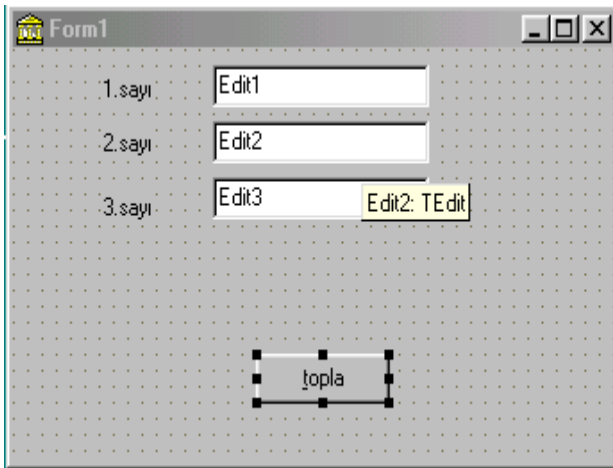 Form1
1.sayı Edit1
2.sayı Edit2
3.sayı Edit3
Edit2: TEdit
topla